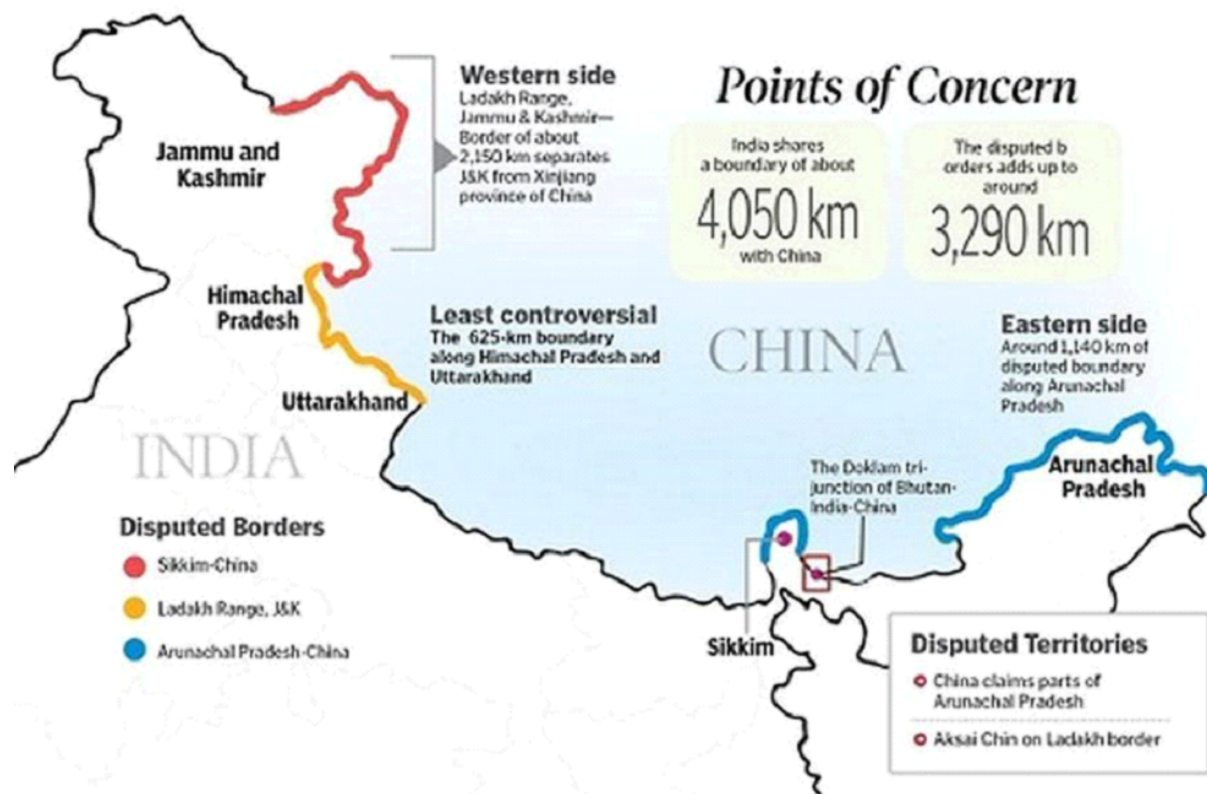 Points of Concern
Western side
Ladakh Range,
Jammu & Kashmir—
Border of about
2,150 km separates
J&K from Xinjiang
province of China
India shares
a boundary of about
4,050 km
with China
The disputed b
orders adds up to
around
3,290 km
Jammu and
Kashmir
Himachal
Pradesh
Uttarakhand
Least controversial
The 625-km boundary
along Himachal Pradesh and
Uttarakhand
CHINA
Eastern side
Around 1,140 km of
disputed boundary
along Arunachal
Pradesh
INDIA
The Doklam tri-
junction of Bhutan-
India-China
Arunachal
Pradesh
Sikkim
Disputed Borders
Sikkim-China
Ladakh Range, J&K
Arunachal Pradesh-China
Disputed Territories
China claims parts of
Arunachal Pradesh
Aksai Chin on Ladakh border